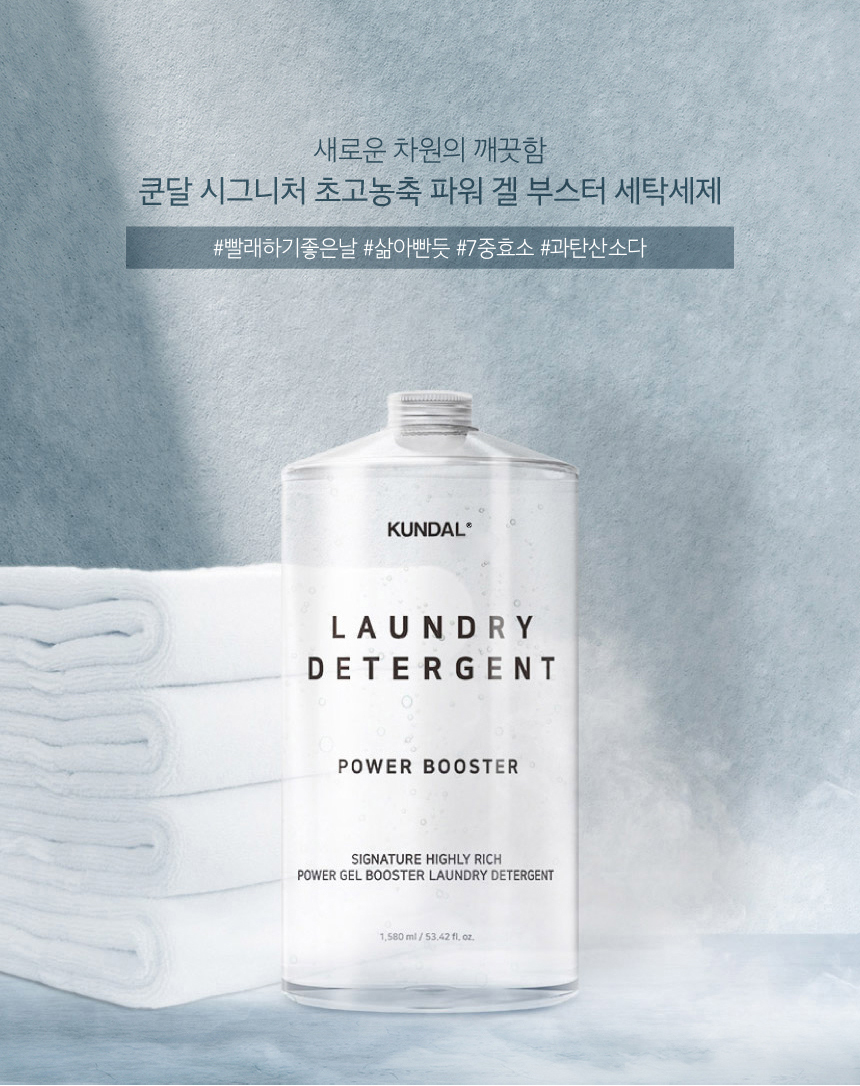 새로운 차원의 깨끗함
쿤달 시그니처 초고농축 파워 겔 부스터 세탁세제
#빨래하기좋은날 #삶아빤듯 #7중효소 #과탄산소다
KUNDAL®
LAUNDRY
DETERGENT
POWER BOOSTER
SIGNATURE HIGHLY RICH
POWER GEL BOOSTER LAUNDRY DETERGENT
1,580 ml / 53.42 fl. oz.